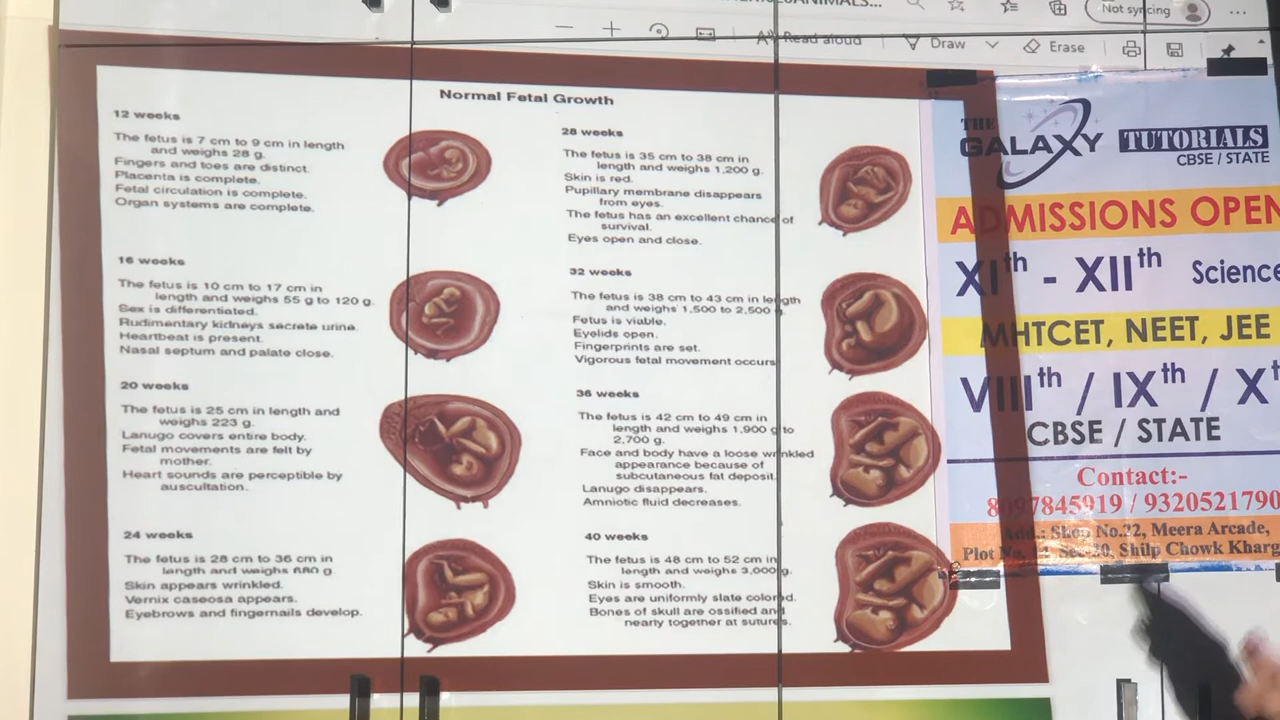 NIMALS...
Not syncing
Read aloud
Draw
Erase
Normal Fetal Growth
12 weeks
The fetus is 7 cm to 9 cm in length
and weighs 28 g.
Fingers and toes are distinct.
Placenta is complete.
Fetal circulation is complete.
Organ systems are complete.
16 weeks
The fetus is 10 cm to 17 cm in
length and weighs 55 g to 120 g.
Sex is differentiated.
Rudimentary kidneys secrete urine.
Heartbeat is present.
Nasal septum and palate close.
20 weeks
The fetus is 25 cm in length and
weighs 223 g.
Lanugo covers entire body.
Fetal movements are felt by
mother.
Heart sounds are perceptible by
auscultation.
24 weeks
The fetus is 28 cm to 36 cm in
length and weighs 680 g.
Skin appears wrinkled.
Vernix caseosa appears.
Eyebrows and fingernails develop.
28 weeks
The fetus is 35 cm to 38 cm in
length and weighs 1,200 g.
Skin is red.
Pupillary membrane disappears
from eyes.
The fetus has an excellent chance of
survival.
Eyes open and close.
32 weeks
The fetus is 38 cm to 43 cm in length
and weighs 1,500 to 2,500 g.
Fetus is viable.
Eyelids open.
Fingerprints are set.
Vigorous fetal movement occurs
36 weeks
The fetus is 42 cm to 49 cm in
length and weighs 1,900 g to
2,700 g.
Face and body have a loose wrinkled
appearance because of
subcutaneous fat deposit.
Lanugo disappears.
Amniotic fluid decreases.
40 weeks
The fetus is 48 cm to 52 cm in
length and weighs 3,000 g.
Skin is smooth.
Eyes are uniformly slate colored.
Bones of skull are ossified and
nearly together at sutures.
THE
GALAXY TUTORIALS
CBSE / STATE
ADMISSIONS OPEN
XIth - XIIth Science
MHTCET, NEET, JEE
VIIIth / IXth / Xth
CBSE / STATE
Contact:-
8097845919 / 9320521790
Add.: Shop No.22, Meera Arcade,
Plot No. Sec-20, Shilp Chowk Kharg